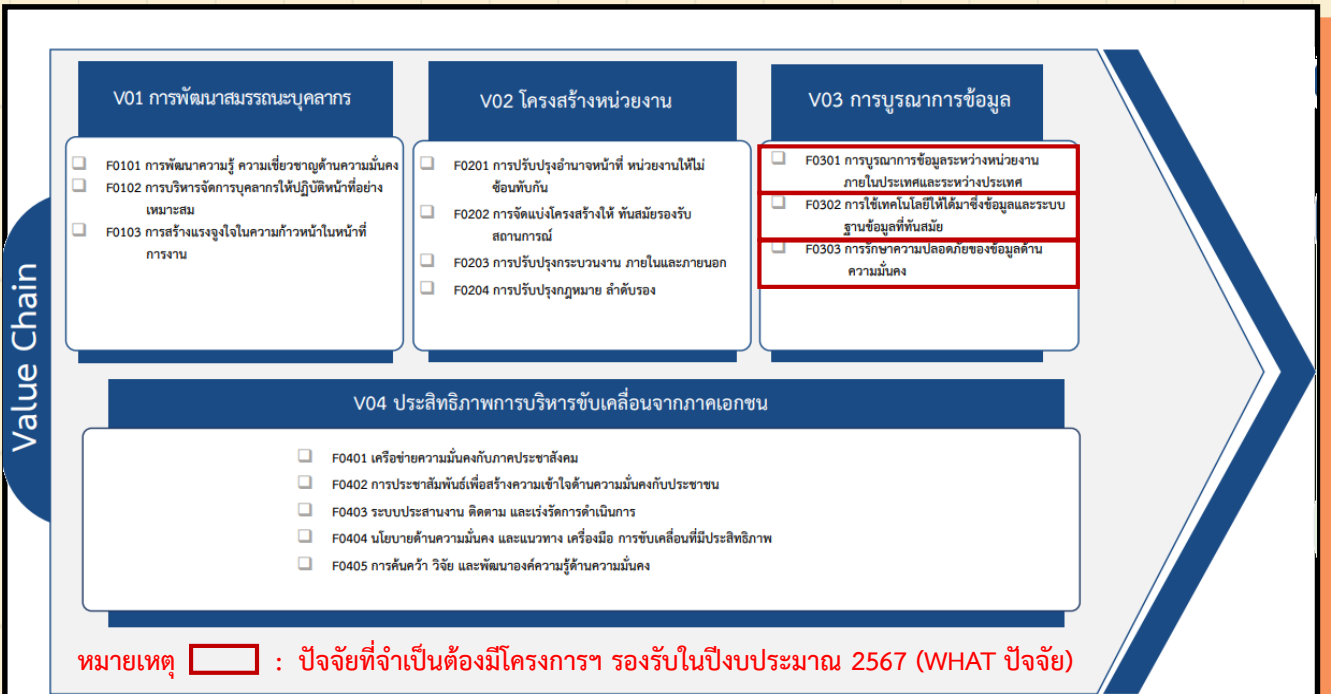 Value Chain
V01 การพัฒนาสมรรถนะบุคลากร
F0101 การพัฒนาความรู้ ความเชี่ยวชาญด้านความมั่นคง
F0102 การบริหารจัดการบุคลากรให้ปฏิบัติหน้าที่อย่าง
เหมาะสม
F0103 การสร้างแรงจูงใจในความก้าวหน้าในหน้าที่
การงาน
V02 โครงสร้างหน่วยงาน
F0201 การปรับปรุงอำนาจหน้าที่ หน่วยงานให้ไม่
ซ้อนทับกัน
F0202 การจัดแบ่งโครงสร้างให้ ทันสมัยรองรับ
สถานการณ์
F0203 การปรับปรุงกระบวนงาน ภายในและภายนอก
F0204 การปรับปรุงกฎหมาย ลำดับรอง
V03 การบูรณาการข้อมูล
F0301 การบูรณาการข้อมูลระหว่างหน่วยงาน
ภายในประเทศและระหว่างประเทศ
F0302 การใช้เทคโนโลยีให้ได้มาซึ่งข้อมูลและระบบ
ฐานข้อมูลที่ทันสมัย
F0303 การรักษาความปลอดภัยของข้อมูลด้าน
ความมั่นคง
V04 ประสิทธิภาพการบริหารขับเคลื่อนจากภาคเอกชน
F0401 เครือข่ายความมั่นคงกับภาคประชาสังคม
F0402 การประชาสัมพันธ์เพื่อสร้างความเข้าใจด้านความมั่นคงกับประชาชน
F0403 ระบบประสานงาน ติดตาม และเร่งรัดการดำเนินการ
F0404 นโยบายด้านความมั่นคง และแนวทาง เครื่องมือ การขับเคลื่อนที่มีประสิทธิภาพ
F0405 การค้นคว้า วิจัย และพัฒนาองค์ความรู้ด้านความมั่นคง
หมายเหตุ : ปัจจัยที่จำเป็นต้องมีโครงการฯ รองรับในปีงบประมาณ 2567 (WHAT ปัจจัย)